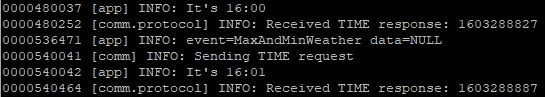 0000480037 [app] INFO: It's 16:00
0000480252 [comm.protocol] INFO: Received TIME response: 1603288827
0000536471 [app] INFO: event=MaxAndMinWeather data=NULL
0000540041 [comm] INFO: Sending TIME request
0000540042 [app] INFO: It's 16:01
0000540464 [comm.protocol] INFO: Received TIME response: 1603288887